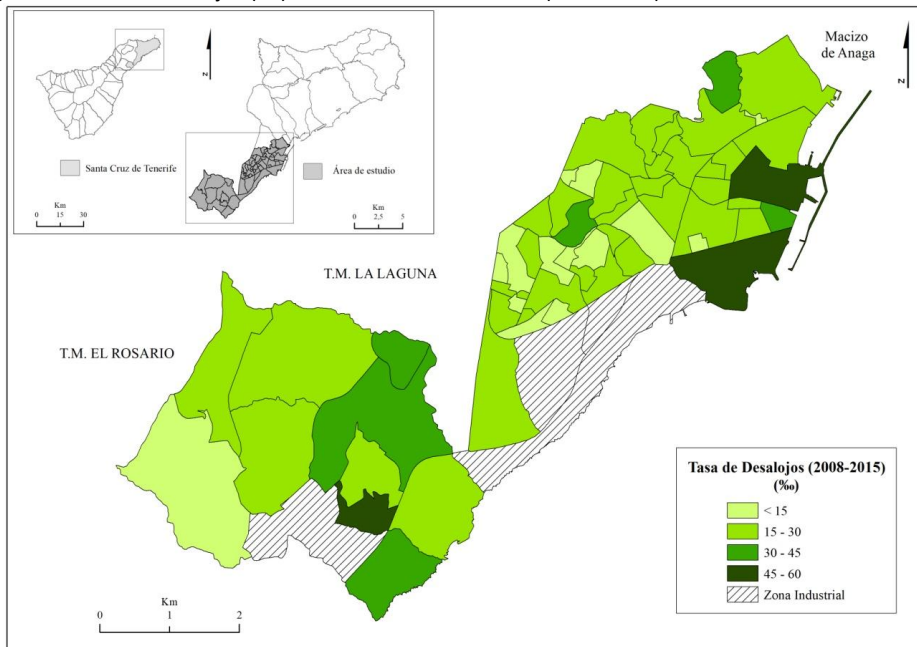 Macizo
de Anaga
N
N
Santa Cruz de Tenerife
Área de estudio
Km
0 15 30
Km
0 2,5 5
T.M. LA LAGUNA
T.M. EL ROSARIO
Tasa de Desalojos (2008-2015)
(‰)
< 15
15 - 30
30 - 45
45 - 60
Zona Industrial
Km
0 1 2